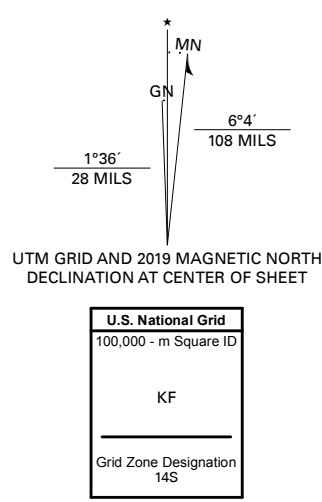 ★
MN
GN
6°4´
108 MILS
1°36´
28 MILS
UTM GRID AND 2019 MAGNETIC NORTH
DECLINATION AT CENTER OF SHEET
U.S. National Grid
100,000 - m Square ID
KF
Grid Zone Designation
14S